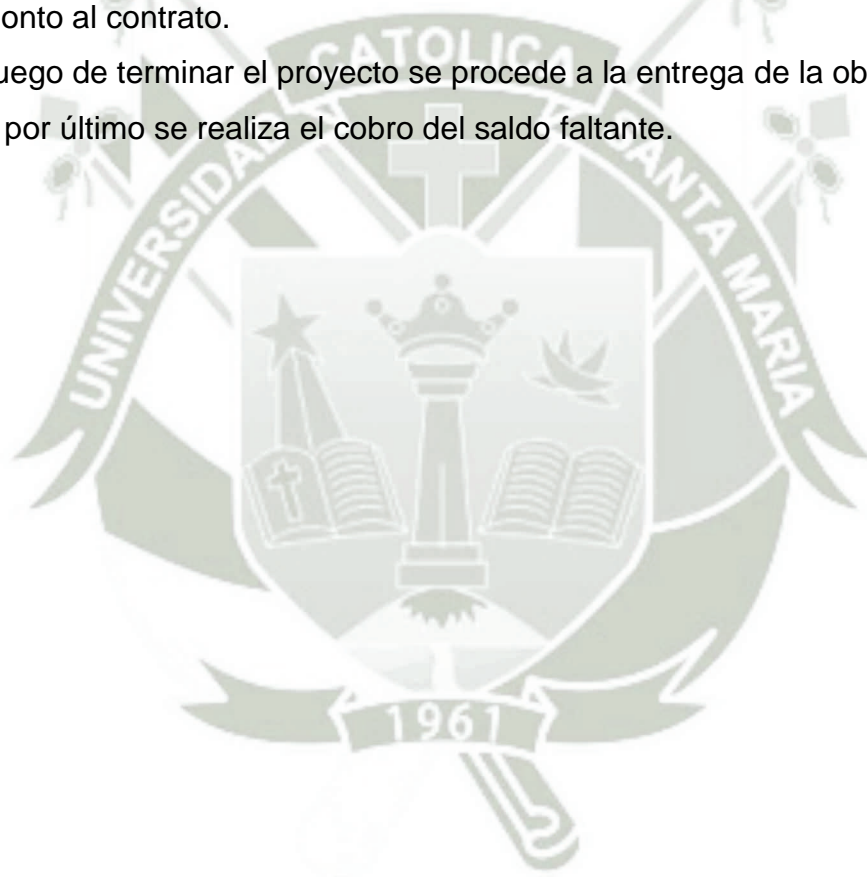 onto al contrato.
uego de terminar el proyecto se procede a la entrega de la ob
por último se realiza el cobro del saldo faltante.
UNIVERSIDAD CATOLICA SANTA MARIA
1961